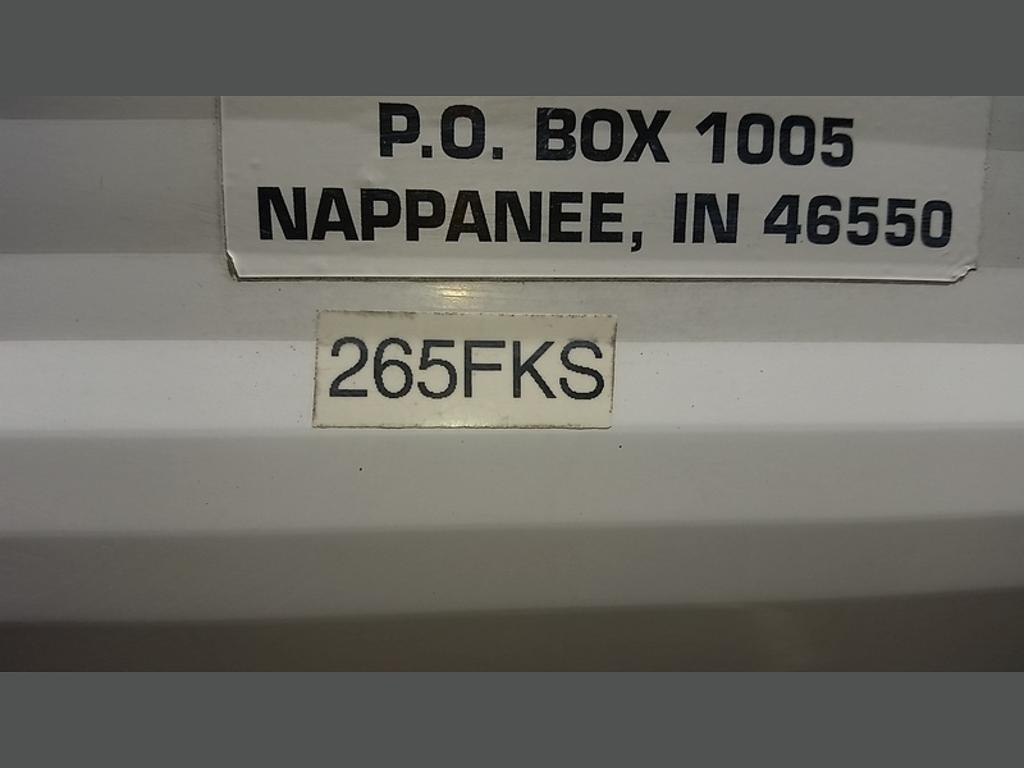 P.O. BOX 1005
NAPPANEE, IN 46550
265FKS